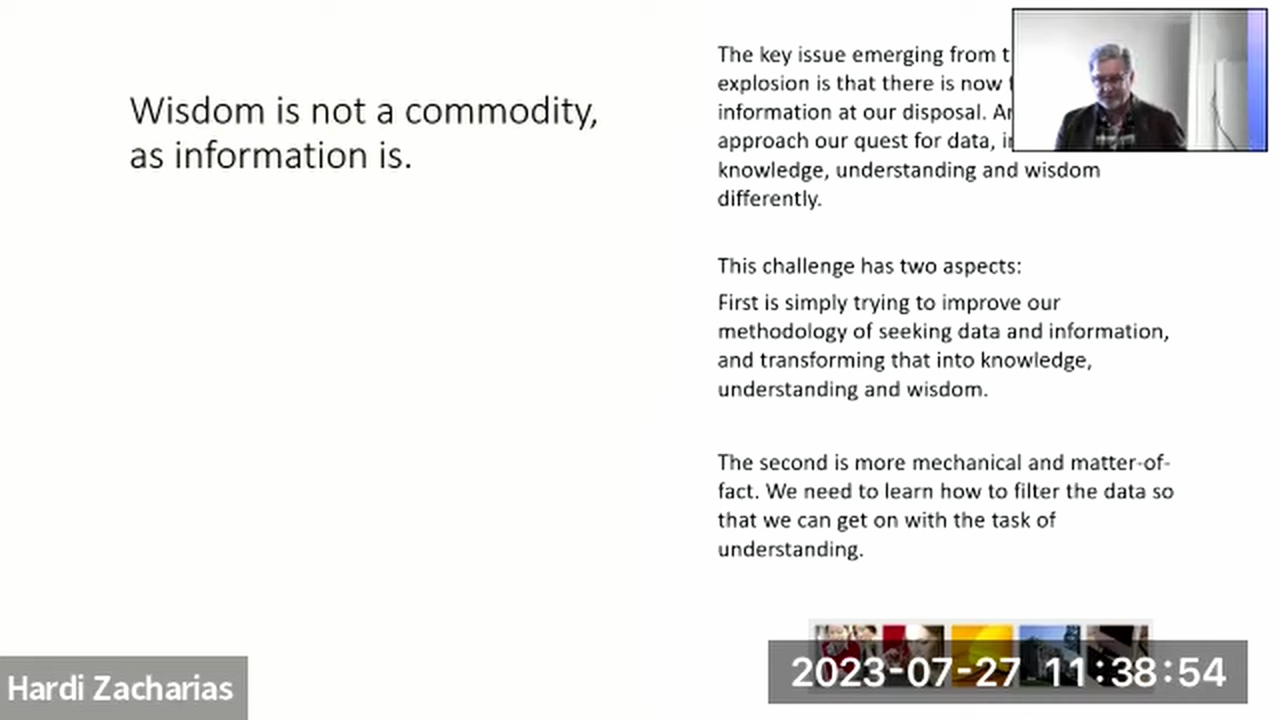 Wisdom is not a commodity,
as information is.
The key issue emerging from
explosion is that there is now
information at our disposal.
approach our quest for data,
knowledge, understanding and wisdom
differently.
This challenge has two aspects:
First is simply trying to improve our
methodology of seeking data and information,
and transforming that into knowledge,
understanding and wisdom.
The second is more mechanical and matter-of-
fact. We need to learn how to filter the data so
that we can get on with the task of
understanding.
Hardi Zacharias
2023-07-27 11:38:54